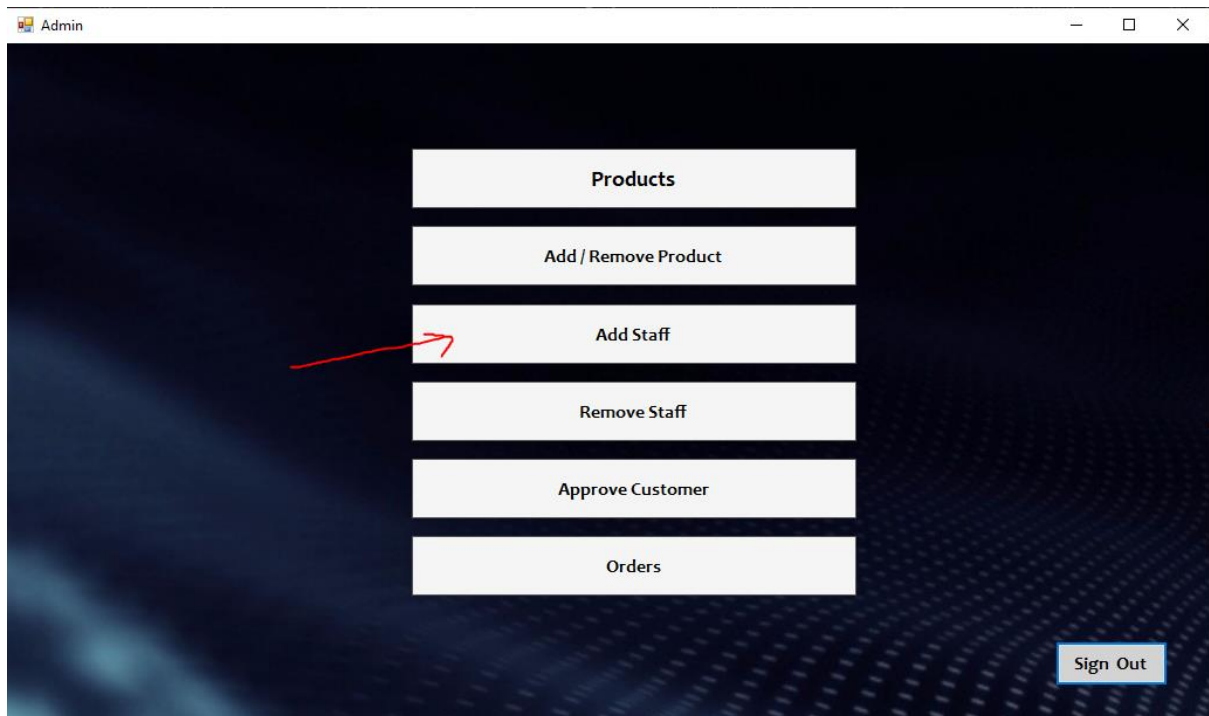 Admin
Products
Add / Remove Product
Add Staff
Remove Staff
Approve Customer
Orders
Sign Out